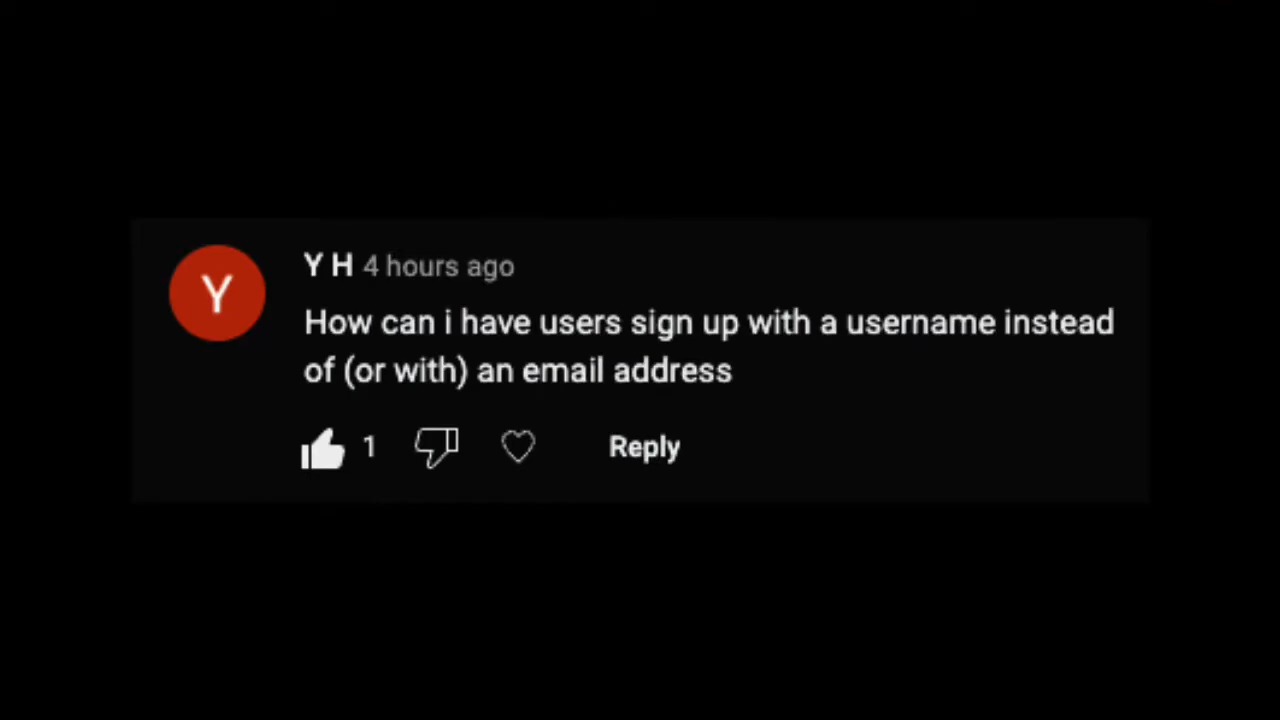 Y
Y H 4 hours ago
How can i have users sign up with a username instead
of (or with) an email address
1 Reply